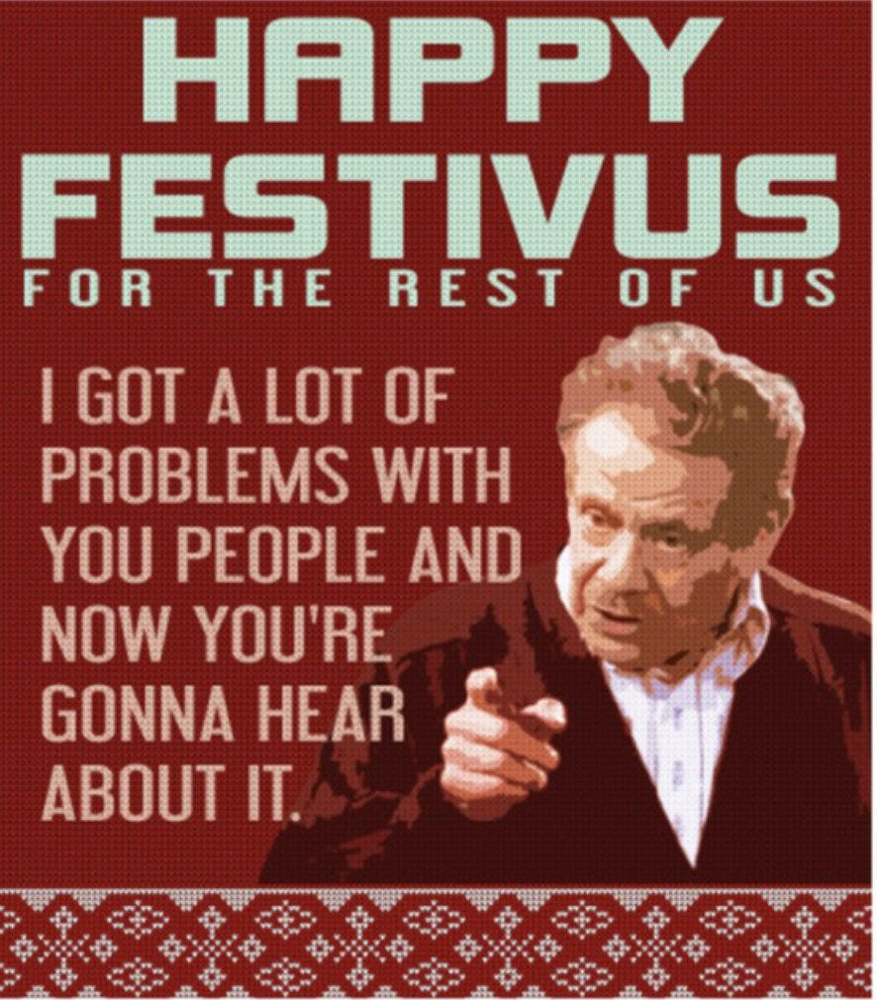 HAPPY
FESTIVUS
FOR THE REST OF US
I GOT A LOT OF
PROBLEMS WITH
YOU PEOPLE AND
NOW YOU'RE
GONNA HEAR
ABOUT IT.